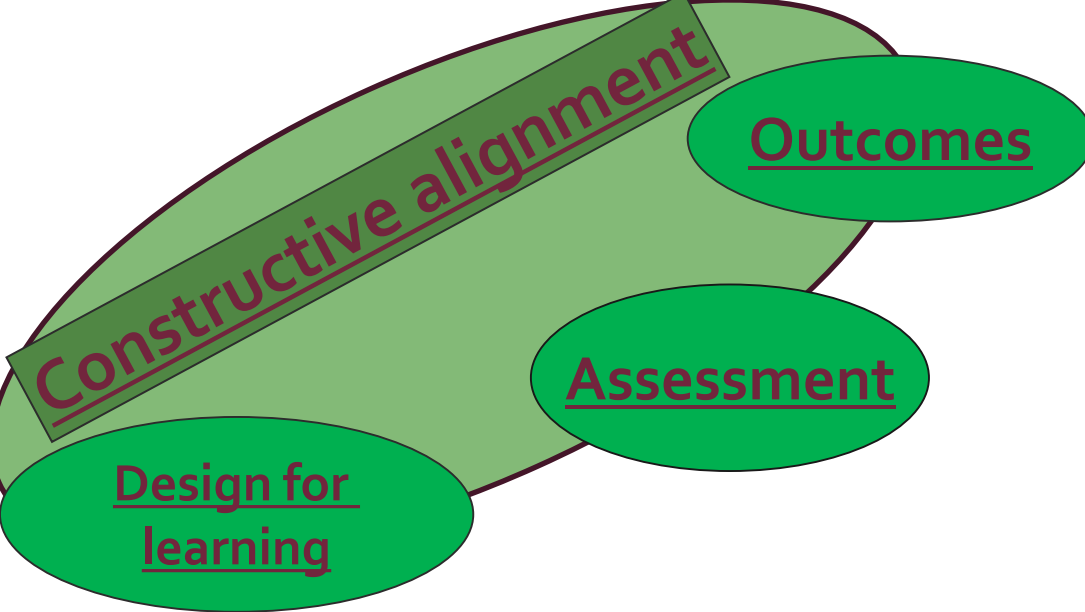 Constructive alignment
Outcomes
Assessment
Design for
learning